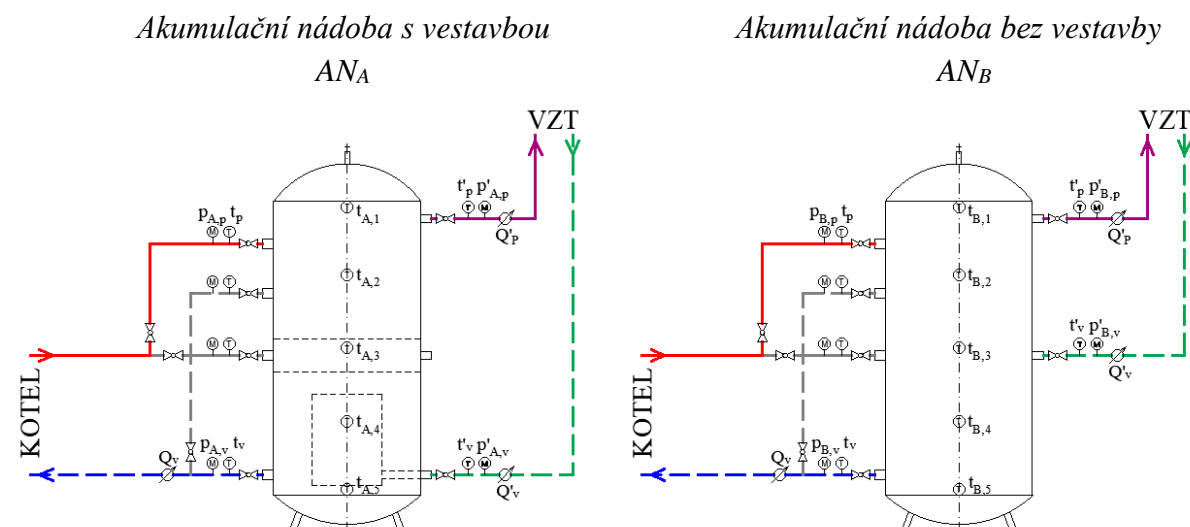 Akumulační nádoba s vestavbou
AN_A
VZT
t'p p'A,p
Q'P
pA,p tp
M T
tA,1
tA,2
M T
tA,3
M T
KOTEL
tA,4
pA,v tv
Qv
M T
t'v p'A,v
T M
Q'v
tA,5
Akumulační nádoba bez vestavby
AN_B
VZT
t'p p'B,p
T M
Q'p
pB,p tp
M T
tB,1
tB,2
M T
t'v p'B,v
T M
Q'v
tB,3
M T
KOTEL
tB,4
pB,v tv
Qv
M T
tB,5